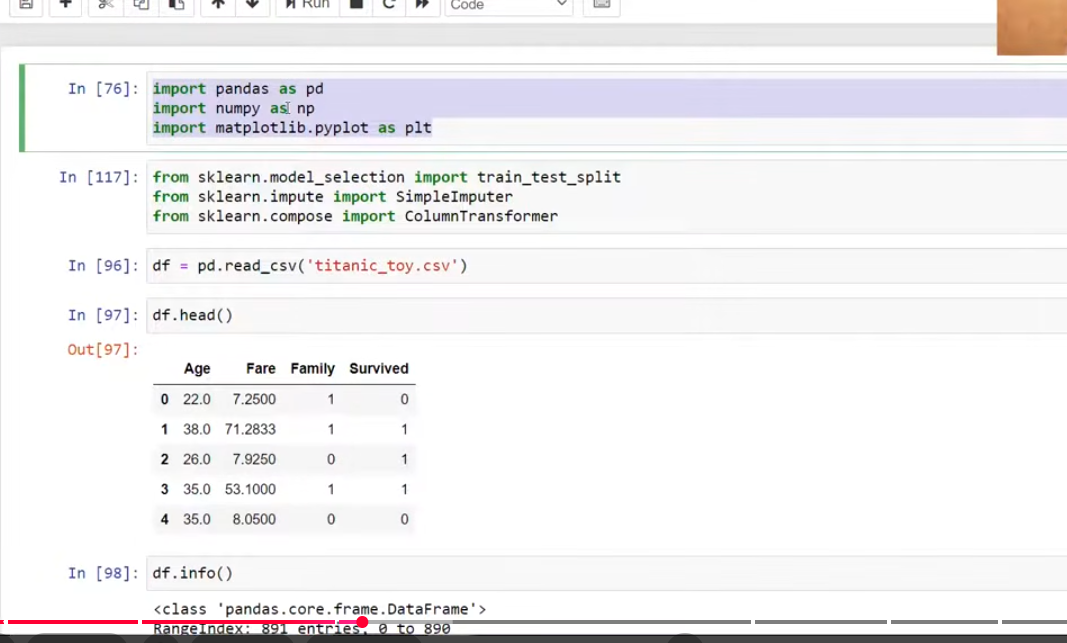 Run
Code
In [76]: import pandas as pd
import numpy as np
import matplotlib.pyplot as plt
In [117]: from sklearn.model_selection import train_test_split
from sklearn.impute import SimpleImputer
from sklearn.compose import ColumnTransformer
In [96]: df = pd.read_csv('titanic_toy.csv')
In [97]: df.head()
Out[97]:
Age Fare Family Survived
0 22.0 7.2500 1 0
1 38.0 71.2833 1 1
2 26.0 7.9250 0 1
3 35.0 53.1000 1 1
4 35.0 8.0500 0 0
In [98]: df.info()
<class 'pandas.core.frame.DataFrame'>
RangeIndex: 891 entries, 0 to 890